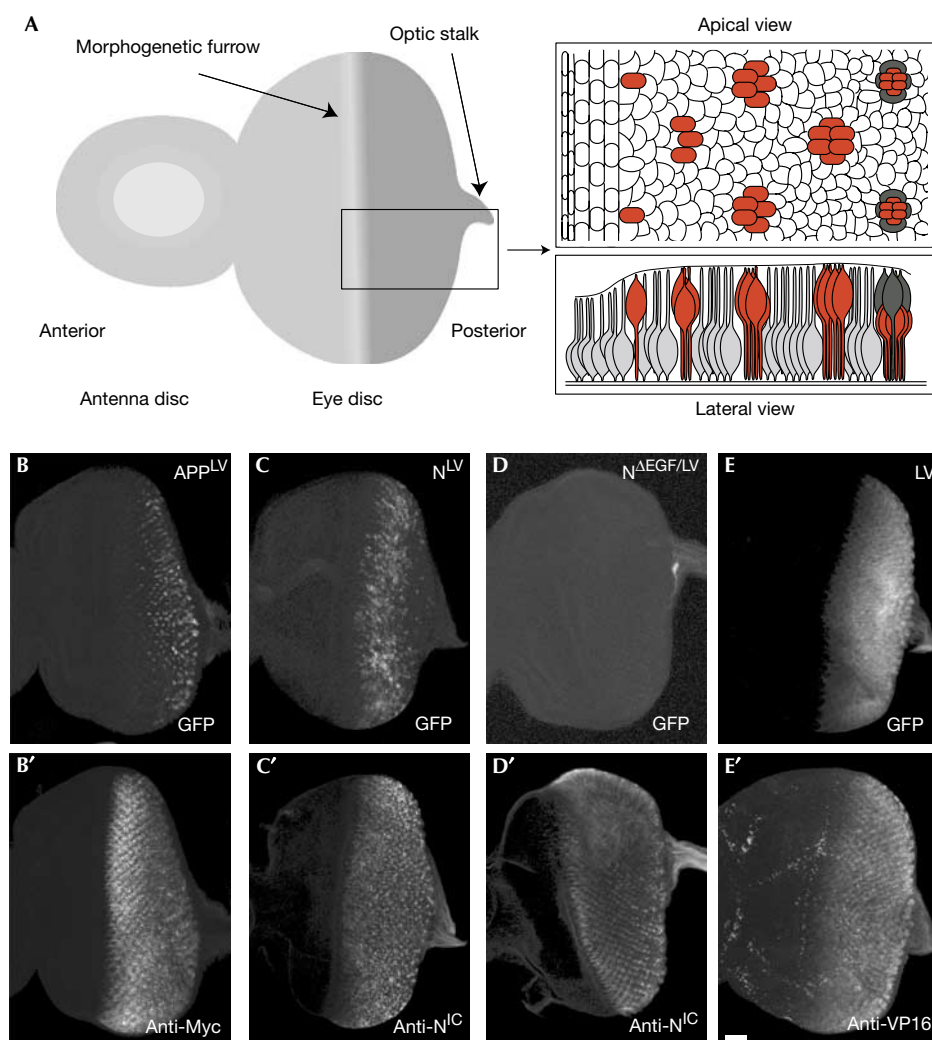 A
Morphogenetic furrow
Optic stalk
Anterior
Posterior
Antenna disc
Eye disc
Apical view
Lateral view
B
APP^LV
GFP
C
N^LV
GFP
D
N^ΔEGF/LV
GFP
E
LV
GFP
B′
Anti-Myc
C′
Anti-N^IC
D′
Anti-N^IC
E′
Anti-VP16